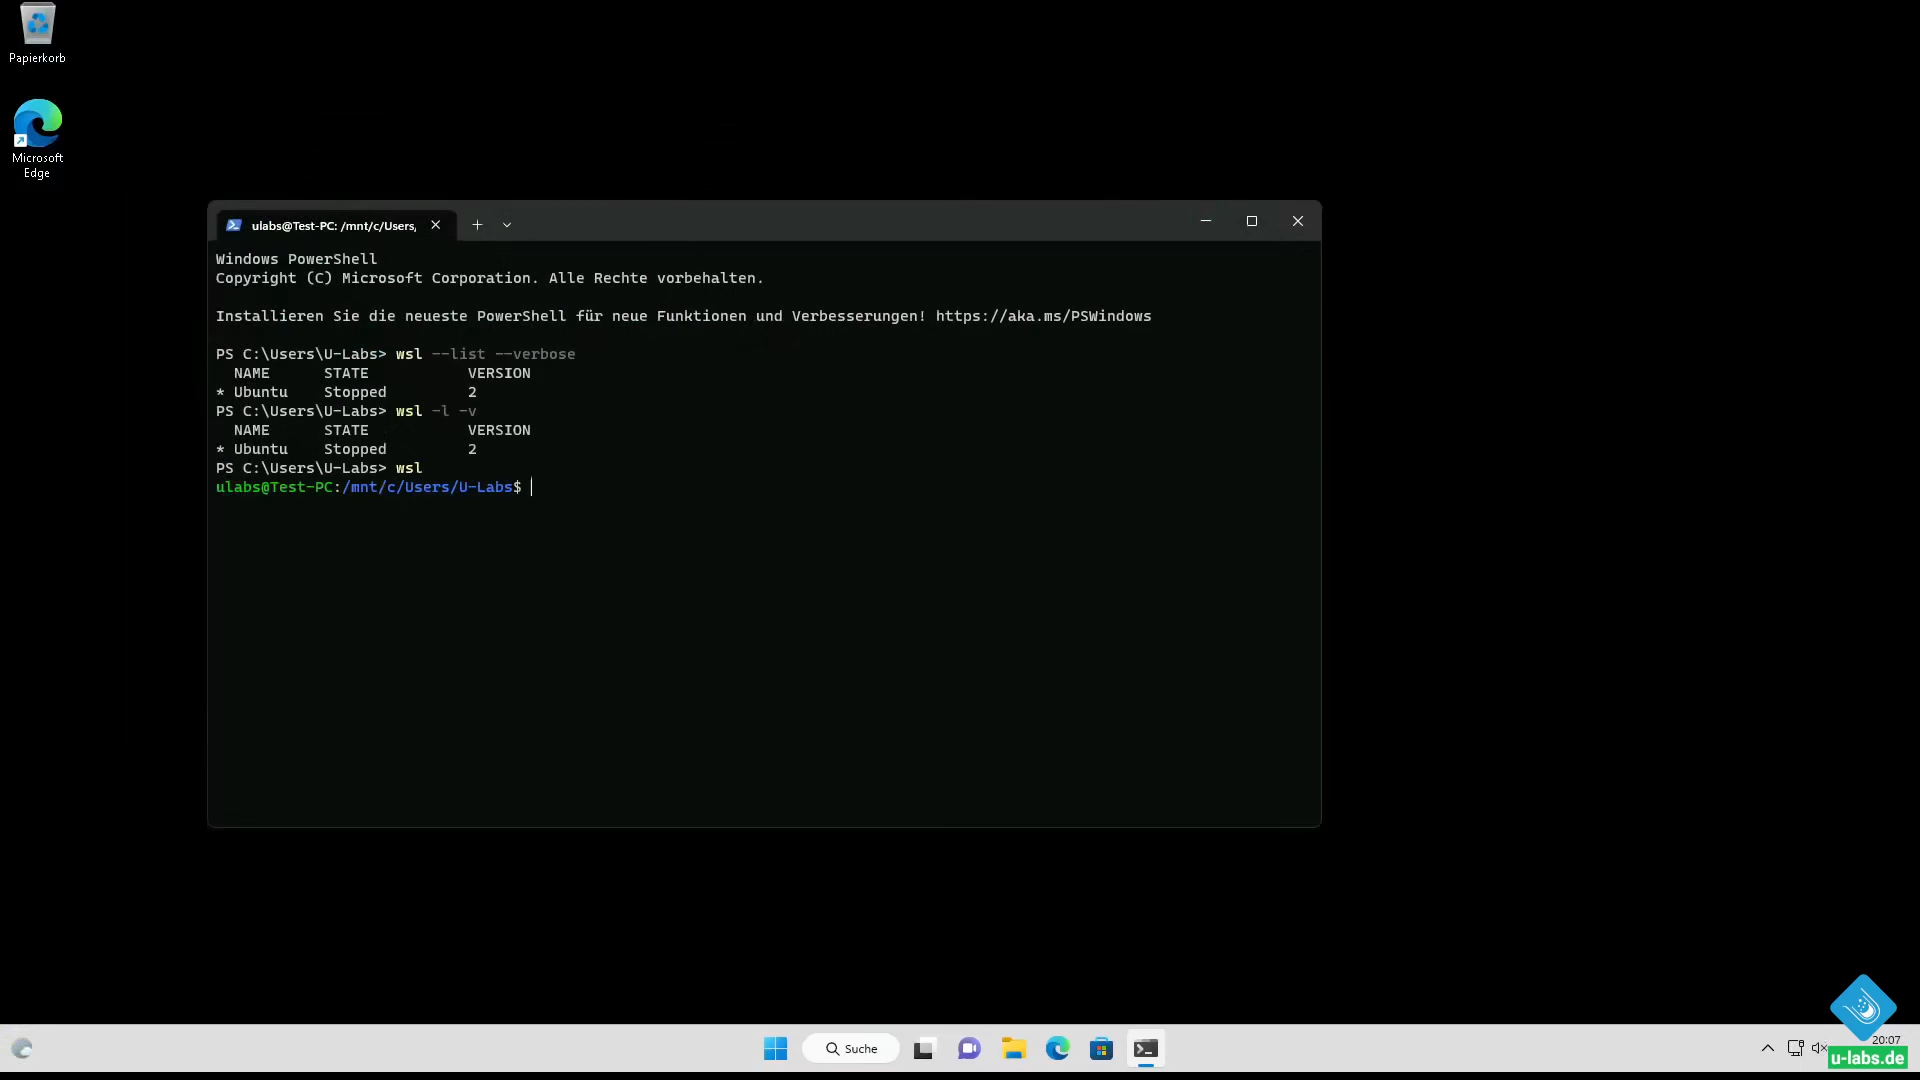 Papierkorb
Microsoft
Edge
ulabs@Test-PC: /mnt/c/Users,
Windows PowerShell
Copyright (C) Microsoft Corporation. Alle Rechte vorbehalten.
Installieren Sie die neueste PowerShell für neue Funktionen und Verbesserungen! https://aka.ms/PSWindows
PS C:\Users\U-Labs> wsl --list --verbose
  NAME      STATE           VERSION
* Ubuntu    Stopped         2
PS C:\Users\U-Labs> wsl -l -v
  NAME      STATE           VERSION
* Ubuntu    Stopped         2
PS C:\Users\U-Labs> wsl
ulabs@Test-PC:/mnt/c/Users/U-Labs$
Suche
20:07
u-labs.de